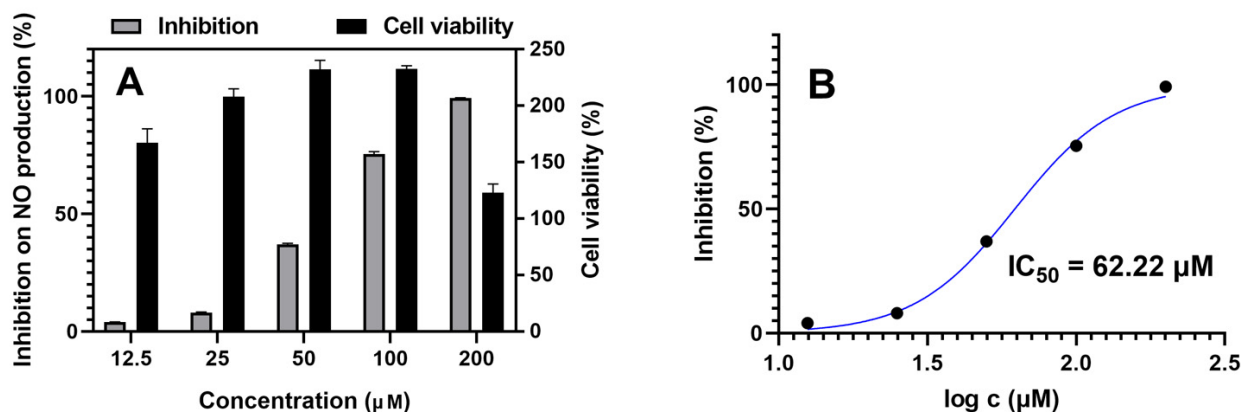 Inhibition Cell viability
A
Inhibition on NO production (%)
100
50
0
250
200
150
100
50
0
Cell viability (%)
12.5 25 50 100 200
Concentration (μM)
B
Inhibition (%)
100
50
0
IC50 = 62.22 μM
1.0 1.5 2.0 2.5
log c (μM)